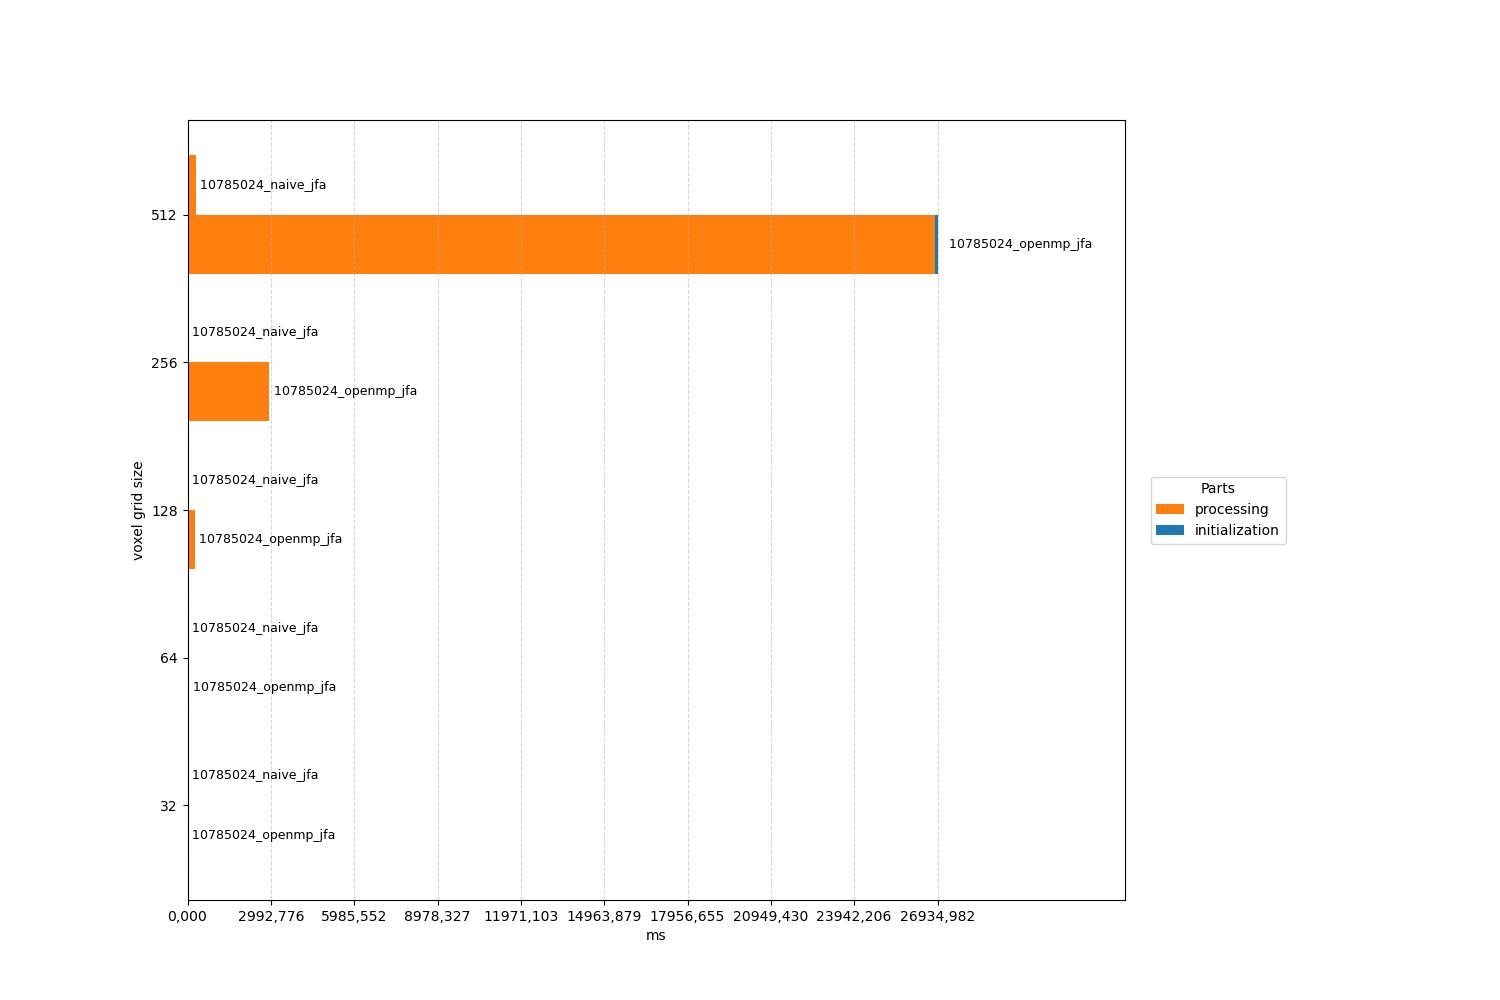 10785024_naive_jfa
512
10785024_openmp_jfa
10785024_naive_jfa
256
10785024_openmp_jfa
10785024_naive_jfa
128
10785024_openmp_jfa
10785024_naive_jfa
64
10785024_openmp_jfa
10785024_naive_jfa
32
10785024_openmp_jfa
voxel grid size
0,000 2992,776 5985,552 8978,327 11971,103 14963,879 17956,655 20949,430 23942,206 26934,982
ms
Parts
processing
initialization